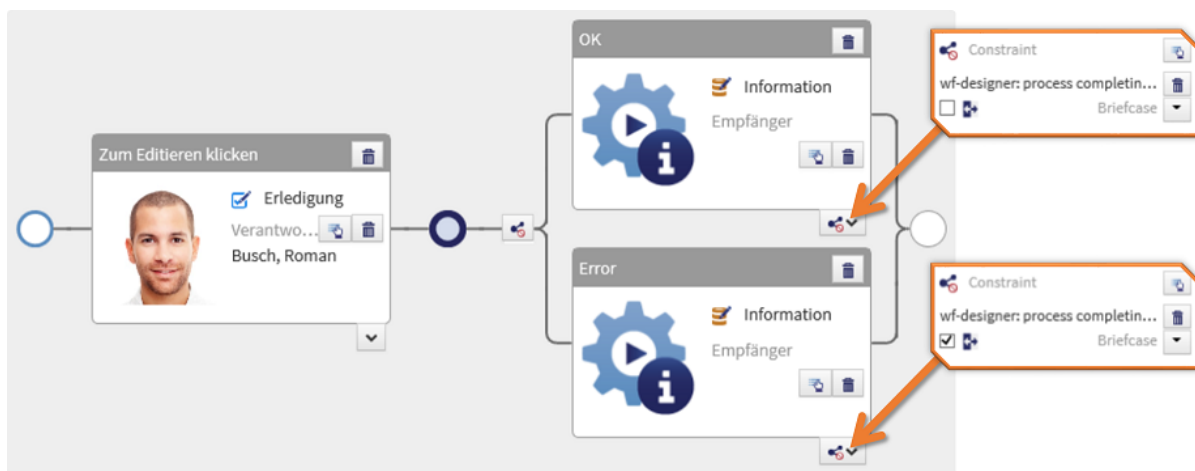 Zum Editieren klicken
Erledigung
Verantwo...
Busch, Roman
OK
Information
Empfänger
Error
Information
Empfänger
Constraint
wf-designer: process completin...
Briefcase
Constraint
wf-designer: process completin...
Briefcase